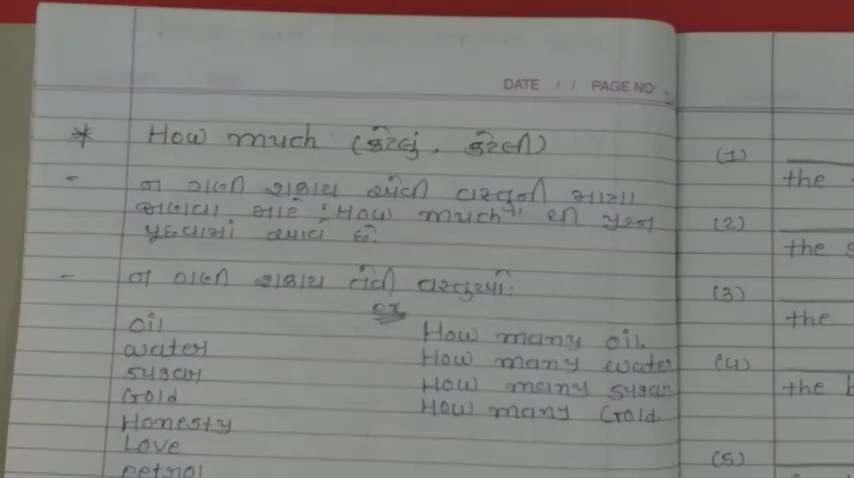 DATE / / PAGE NO
* How much (કેટલું, કેટલી)
- ન ગણી શકાય એવી વસ્તુની માત્રા
જાણવા માટે "How much" થી પ્રશ્ન
પુછવામાં આવે છે.
- ન ગણી શકાય તેવી વસ્તુઓ:
ex
oil
water
sugar
Gold
Honesty
Love
petrol
How many oil.
How many water
How many sugar
How many Gold
(1)
the
(2)
the
(3)
the
(4)
the
(5)